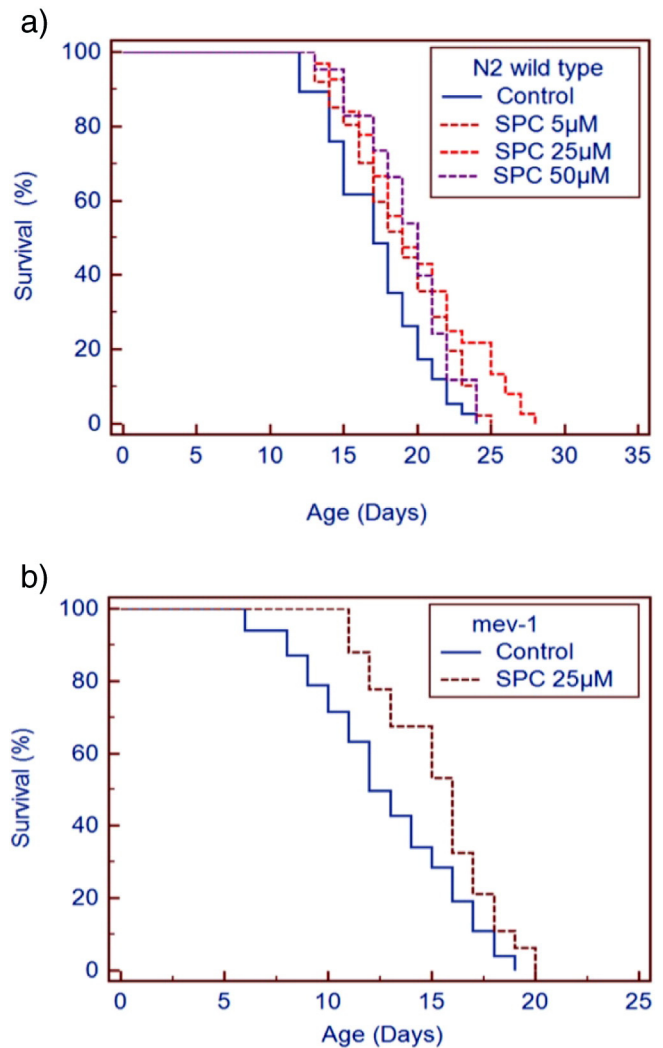 a)
100
80
60
40
20
0
Survival (%)
N2 wild type
Control
SPC 5µM
SPC 25µM
SPC 50µM
0 5 10 15 20 25 30 35
Age (Days)
b)
100
80
60
40
20
0
Survival (%)
mev-1
Control
SPC 25µM
0 5 10 15 20 25
Age (Days)